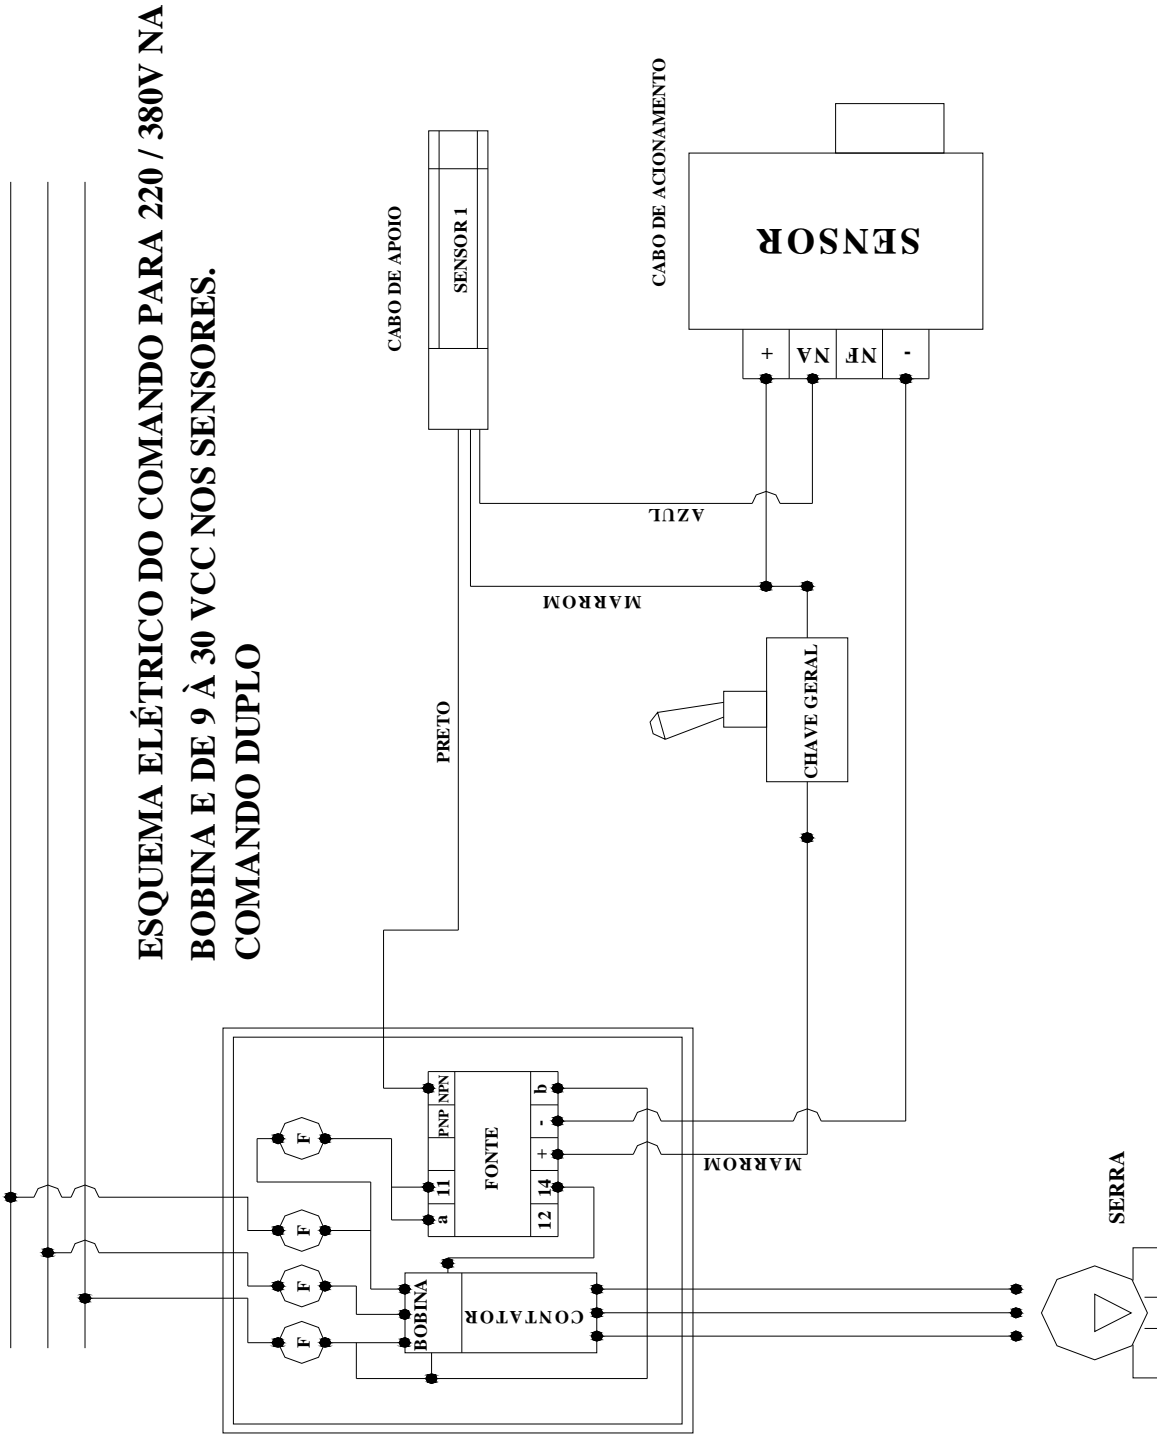 ESQUEMA ELÉTRICO DO COMANDO PARA 220 / 380V NA
BOBINA E DE 9 À 30 VCC NOS SENSORES.
COMANDO DUPLO
CABO DE APOIO
SENSOR 1
CABO DE ACIONAMENTO
SENSOR
+
NA
NF
-
AZUL
MARROM
PRETO
CHAVE GERAL
MARROM
F
F
F
F
NPN
PNP
11
a
FONTE
b
-
+
14
12
BOBINA
CONTATOR
SERRA